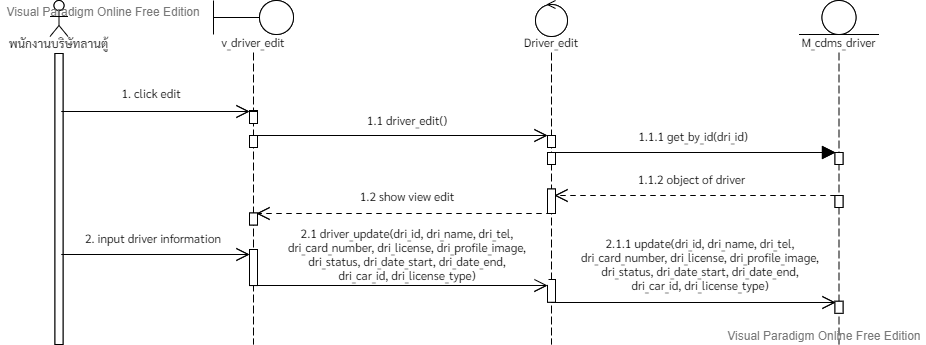 Visual Paradigm Online Free Edition
พนักงานบริษัทลานตู้
v_driver_edit
Driver_edit
M_cdms_driver
1. click edit
1.1 driver_edit()
1.1.1 get_by_id(dri_id)
1.1.2 object of driver
1.2 show view edit
2. input driver information
2.1 driver_update(dri_id, dri_name, dri_tel,
dri_card_number, dri_license, dri_profile_image,
dri_status, dri_date_start, dri_date_end,
dri_car_id, dri_license_type)
2.1.1 update(dri_id, dri_name, dri_tel,
dri_card_number, dri_license, dri_profile_image,
dri_status, dri_date_start, dri_date_end,
dri_car_id, dri_license_type)
Visual Paradigm Online Free Edition